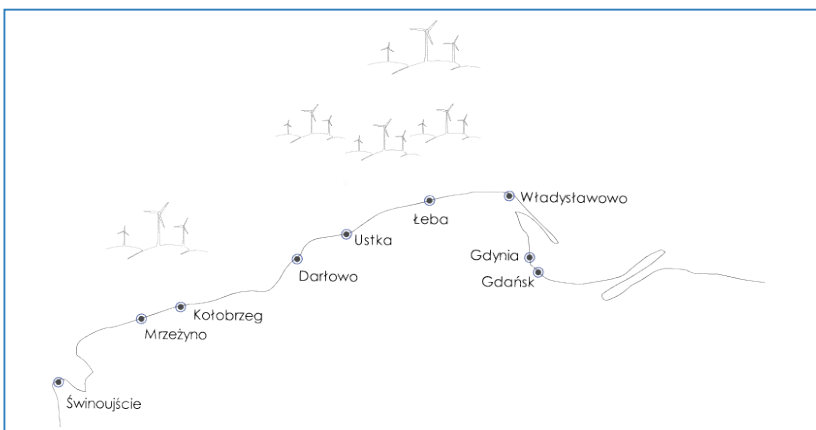 Władysławowo
Łeba
Ustka
Gdynia
Darłowo
Gdańsk
Kołobrzeg
Mrzeżyno
Świnoujście